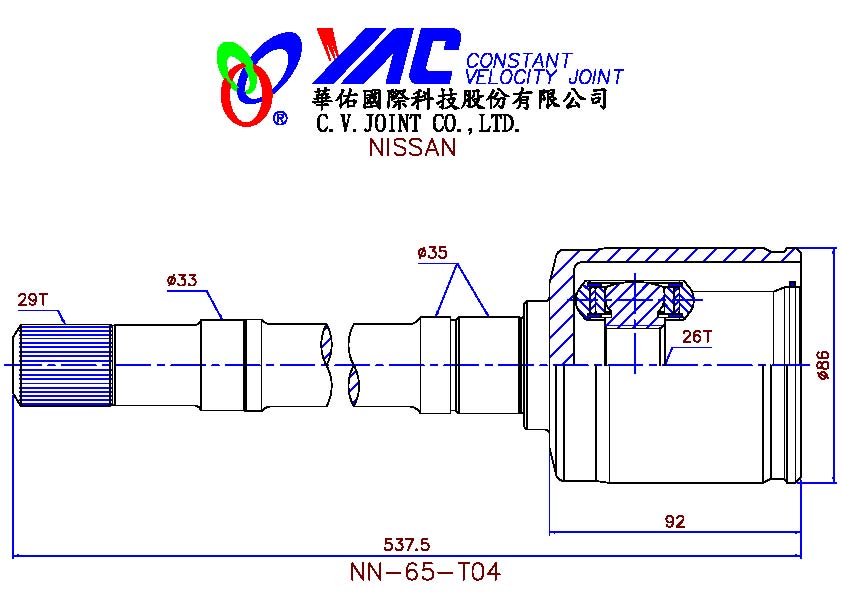 YAC CONSTANT
VELOCITY JOINT
®
華佑國際科技股份有限公司
C.V.JOINT CO.,LTD.
NISSAN
ø35
ø33
29T
26T
ø86
92
537.5
NN-65-T04